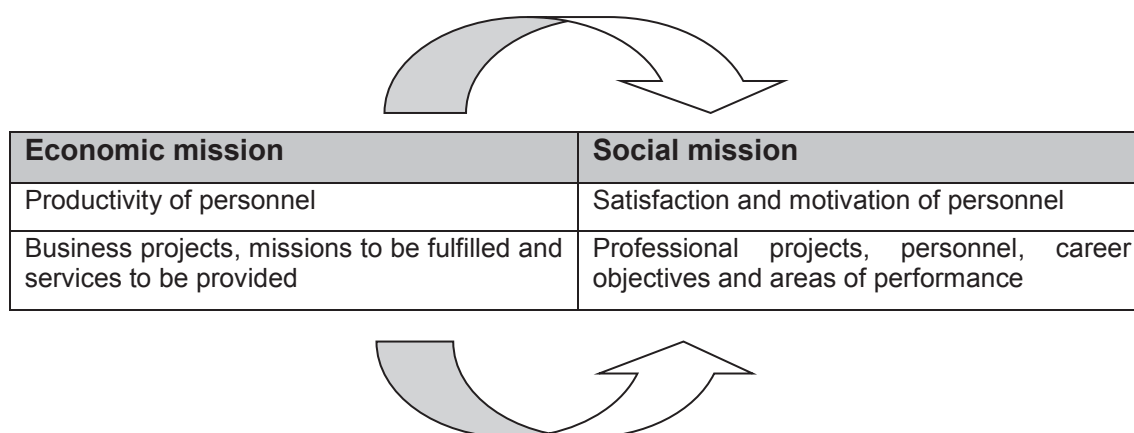 Economic mission
Social mission
Productivity of personnel
Satisfaction and motivation of personnel
Business projects, missions to be fulfilled and
services to be provided
Professional projects, personnel, career
objectives and areas of performance